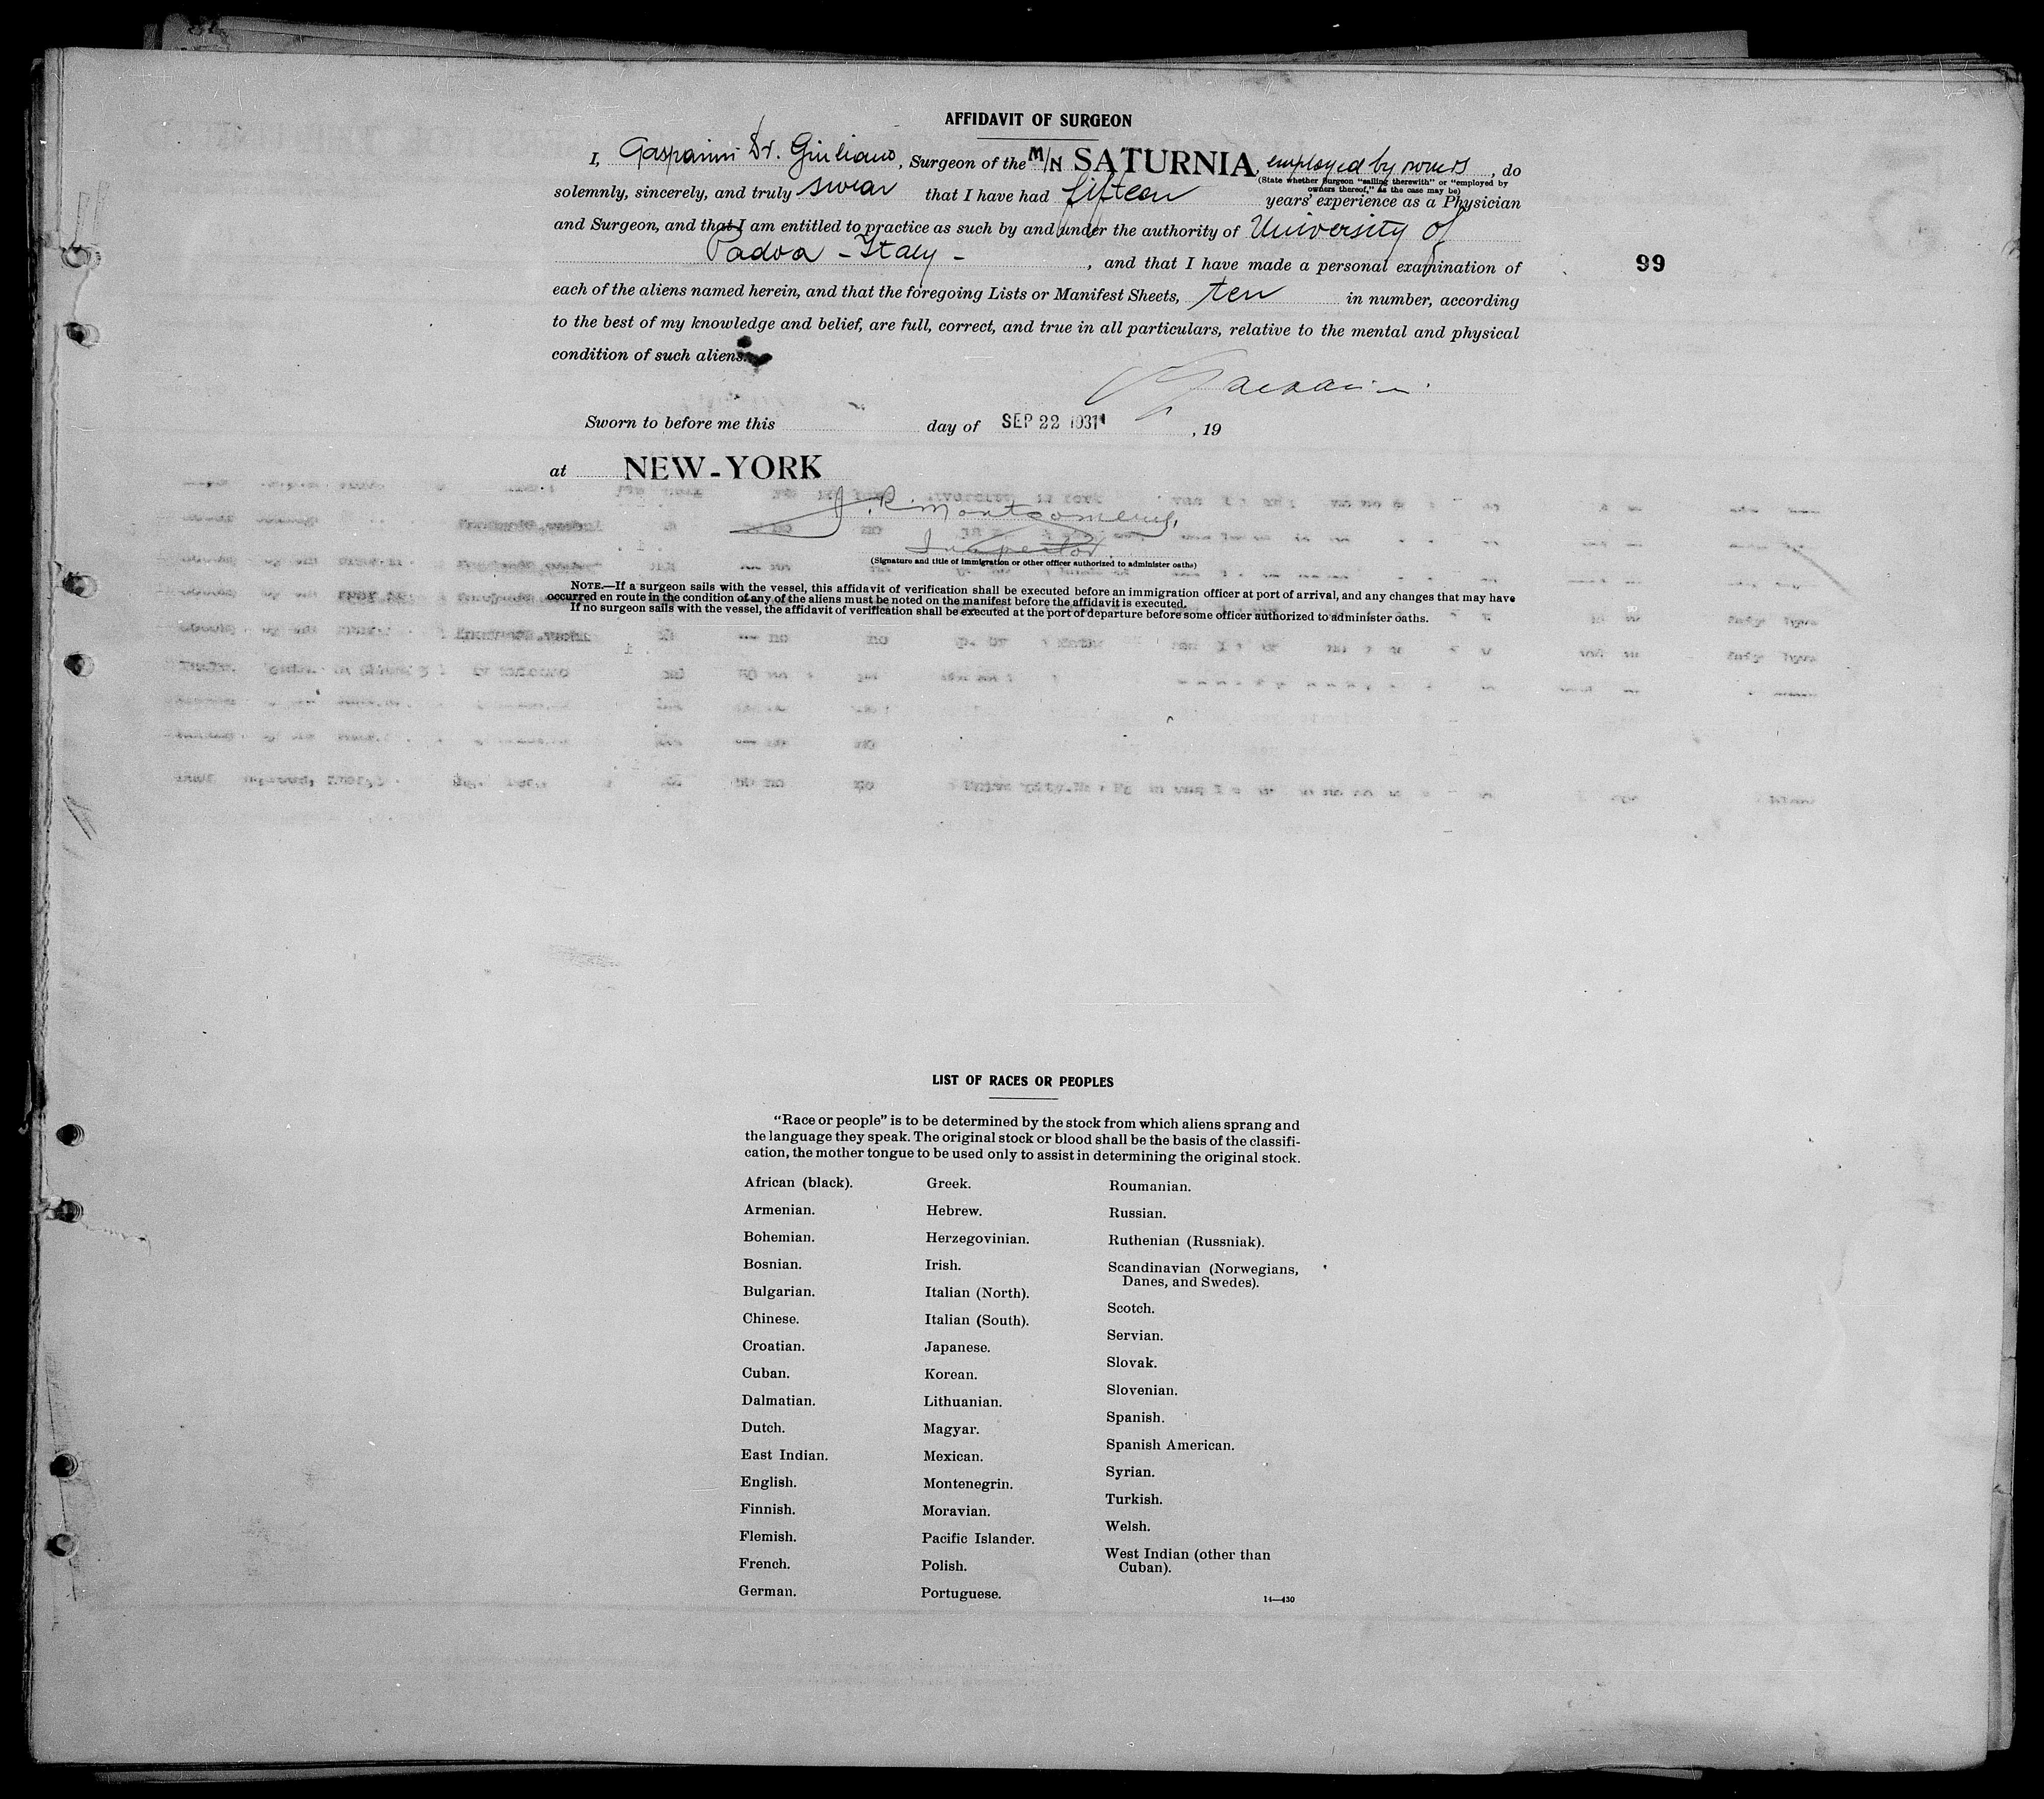 AFFIDAVIT OF SURGEON
I, Gasparini Dr. Giuliano, Surgeon of the M/N SATURNIA, employed by owners, do
(State whether Surgeon "sailing therewith" or "employed by
owners thereof," as the case may be)
solemnly, sincerely, and truly swear that I have had fifteen years' experience as a Physician
and Surgeon, and that I am entitled to practice as such by and under the authority of University of
Padova - Italy - , and that I have made a personal examination of
99
each of the aliens named herein, and that the foregoing Lists or Manifest Sheets, ten in number, according
to the best of my knowledge and belief, are full, correct, and true in all particulars, relative to the mental and physical
condition of such aliens.
Gasparini
Sworn to before me this day of SEP 22 1931, 19
at NEW-YORK
J. R. Montgomery,
Inspector.
(Signature and title of immigration or other officer authorized to administer oaths)
NOTE.—If a surgeon sails with the vessel, this affidavit of verification shall be executed before an immigration officer at port of arrival, and any changes that may have
occurred en route in the condition of any of the aliens must be noted on the manifest before the affidavit is executed.
If no surgeon sails with the vessel, the affidavit of verification shall be executed at the port of departure before some officer authorized to administer oaths.
LIST OF RACES OR PEOPLES
"Race or people" is to be determined by the stock from which aliens sprang and
the language they speak. The original stock or blood shall be the basis of the classifi-
cation, the mother tongue to be used only to assist in determining the original stock.
African (black).
Armenian.
Bohemian.
Bosnian.
Bulgarian.
Chinese.
Croatian.
Cuban.
Dalmatian.
Dutch.
East Indian.
English.
Finnish.
Flemish.
French.
German.
Greek.
Hebrew.
Herzegovinian.
Irish.
Italian (North).
Italian (South).
Japanese.
Korean.
Lithuanian.
Magyar.
Mexican.
Montenegrin.
Moravian.
Pacific Islander.
Polish.
Portuguese.
Roumanian.
Russian.
Ruthenian (Russniak).
Scandinavian (Norwegians,
Danes, and Swedes).
Scotch.
Servian.
Slovak.
Slovenian.
Spanish.
Spanish American.
Syrian.
Turkish.
Welsh.
West Indian (other than
Cuban).
14—430